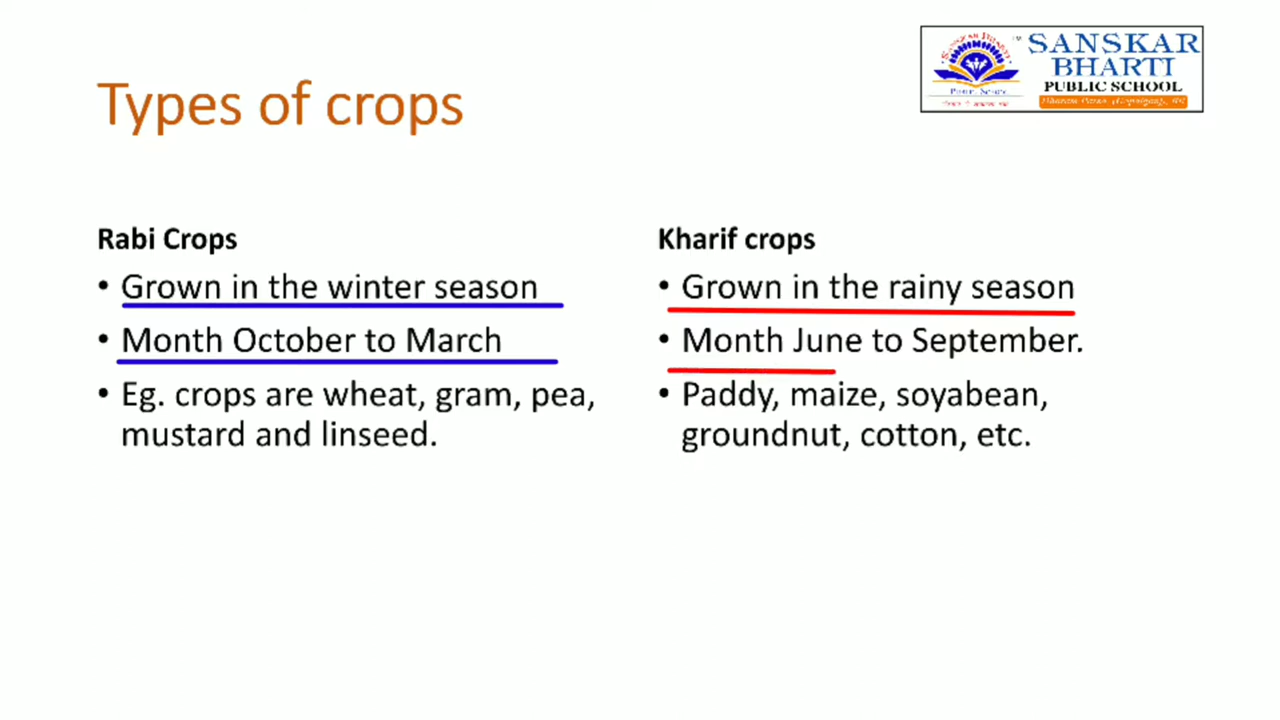 Types of crops
SANSKAR
BHARTI
PUBLIC SCHOOL
Rabi Crops
• Grown in the winter season
• Month October to March
• Eg. crops are wheat, gram, pea,
mustard and linseed.
Kharif crops
• Grown in the rainy season
• Month June to September.
• Paddy, maize, soyabean,
groundnut, cotton, etc.